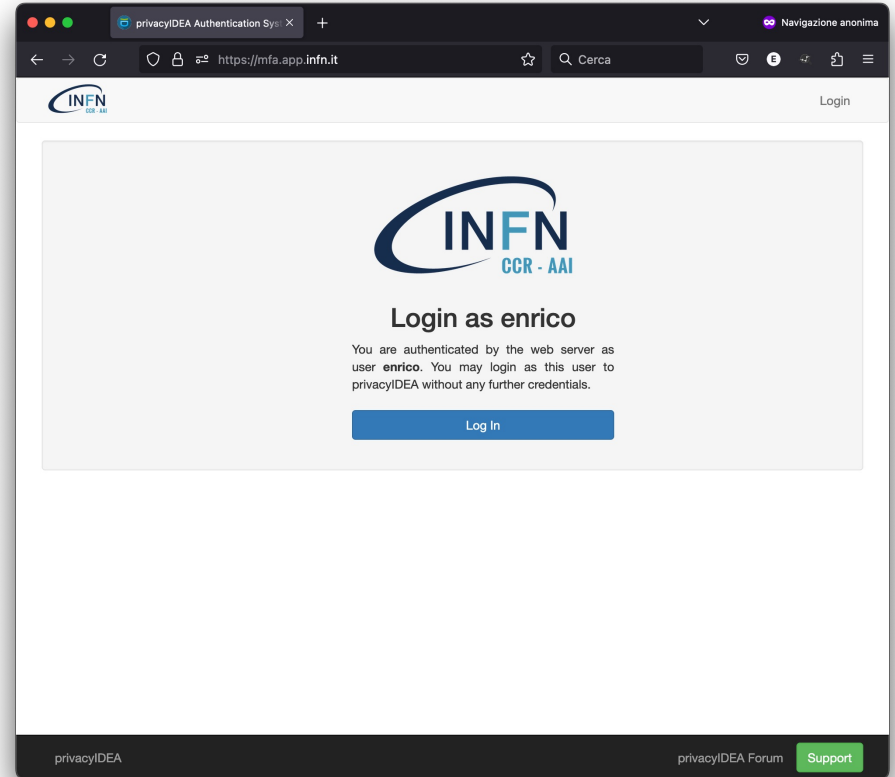 privacyIDEA Authentication Syst
Navigazione anonima
https://mfa.app.infn.it
Cerca
E
INFN
CCR - AAI
Login
INFN
CCR - AAI
Login as enrico
You are authenticated by the web server as
user enrico. You may login as this user to
privacyIDEA without any further credentials.
Log In
privacyIDEA
privacyIDEA Forum
Support